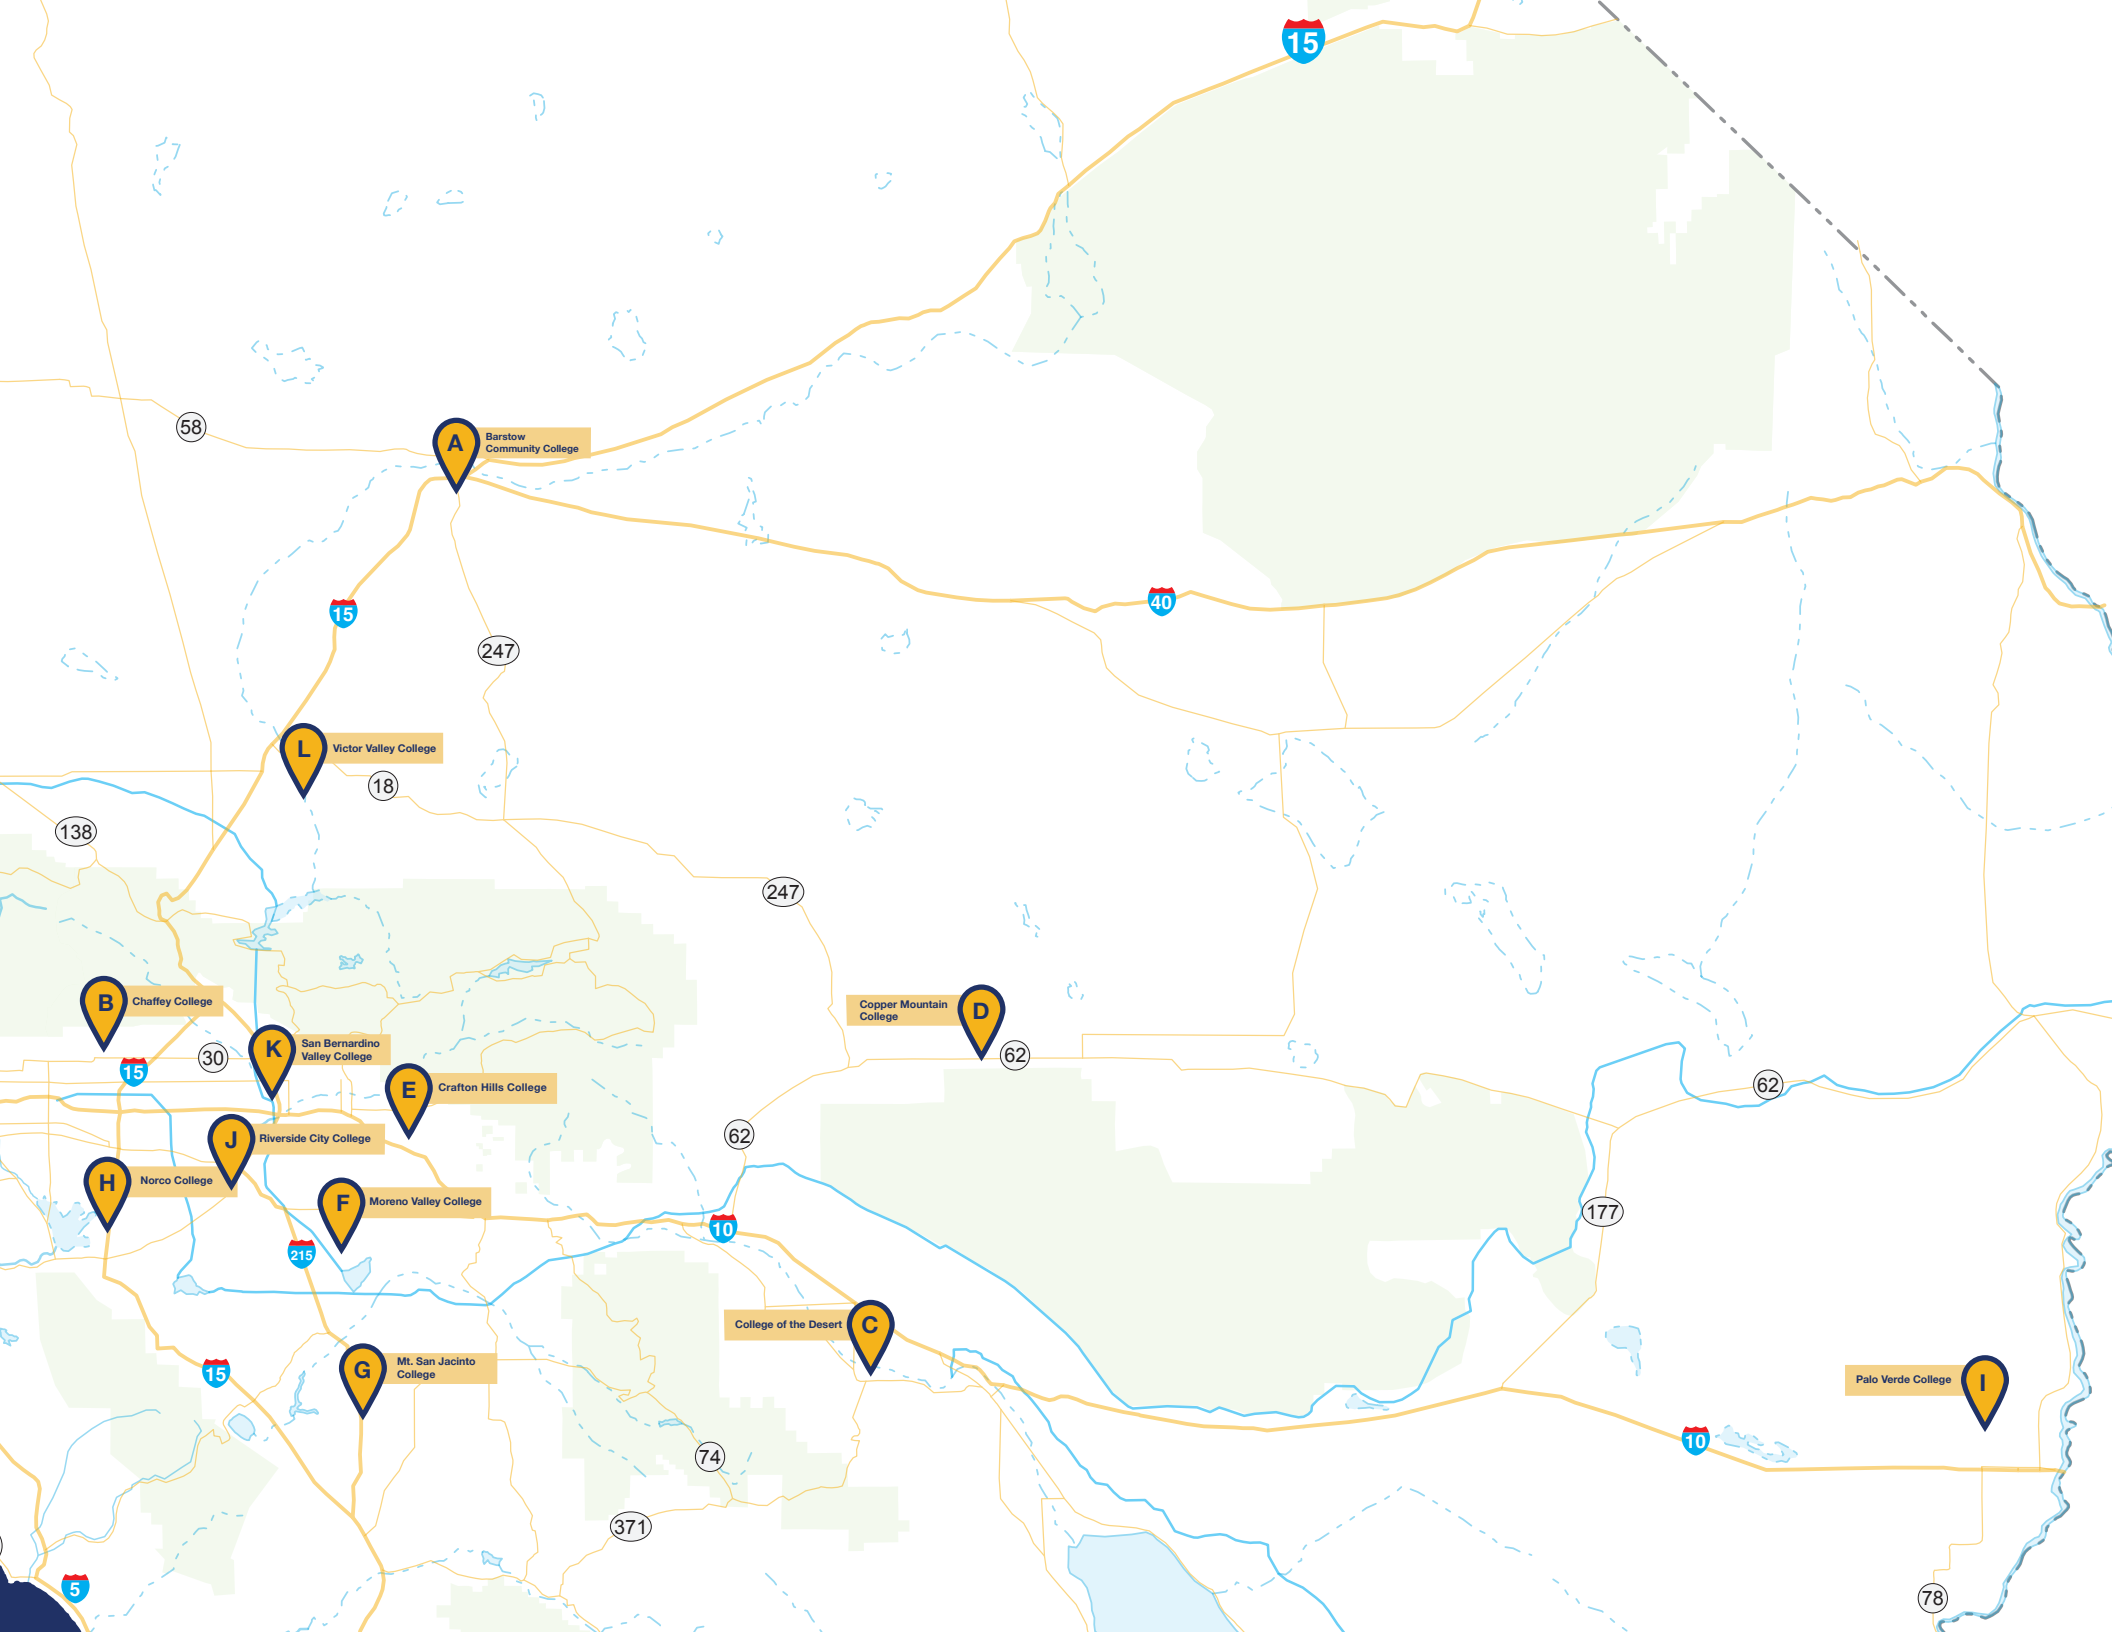 15
58
A
Barstow
Community College
15
40
247
L
Victor Valley College
18
138
247
B
Chaffey College
D
Copper Mountain
College
62
30
K
San Bernardino
Valley College
15
E
Crafton Hills College
62
62
J
Riverside City College
H
Norco College
F
Moreno Valley College
177
10
215
College of the Desert
C
15
G
Mt. San Jacinto
College
Palo Verde College
I
10
74
371
5
78